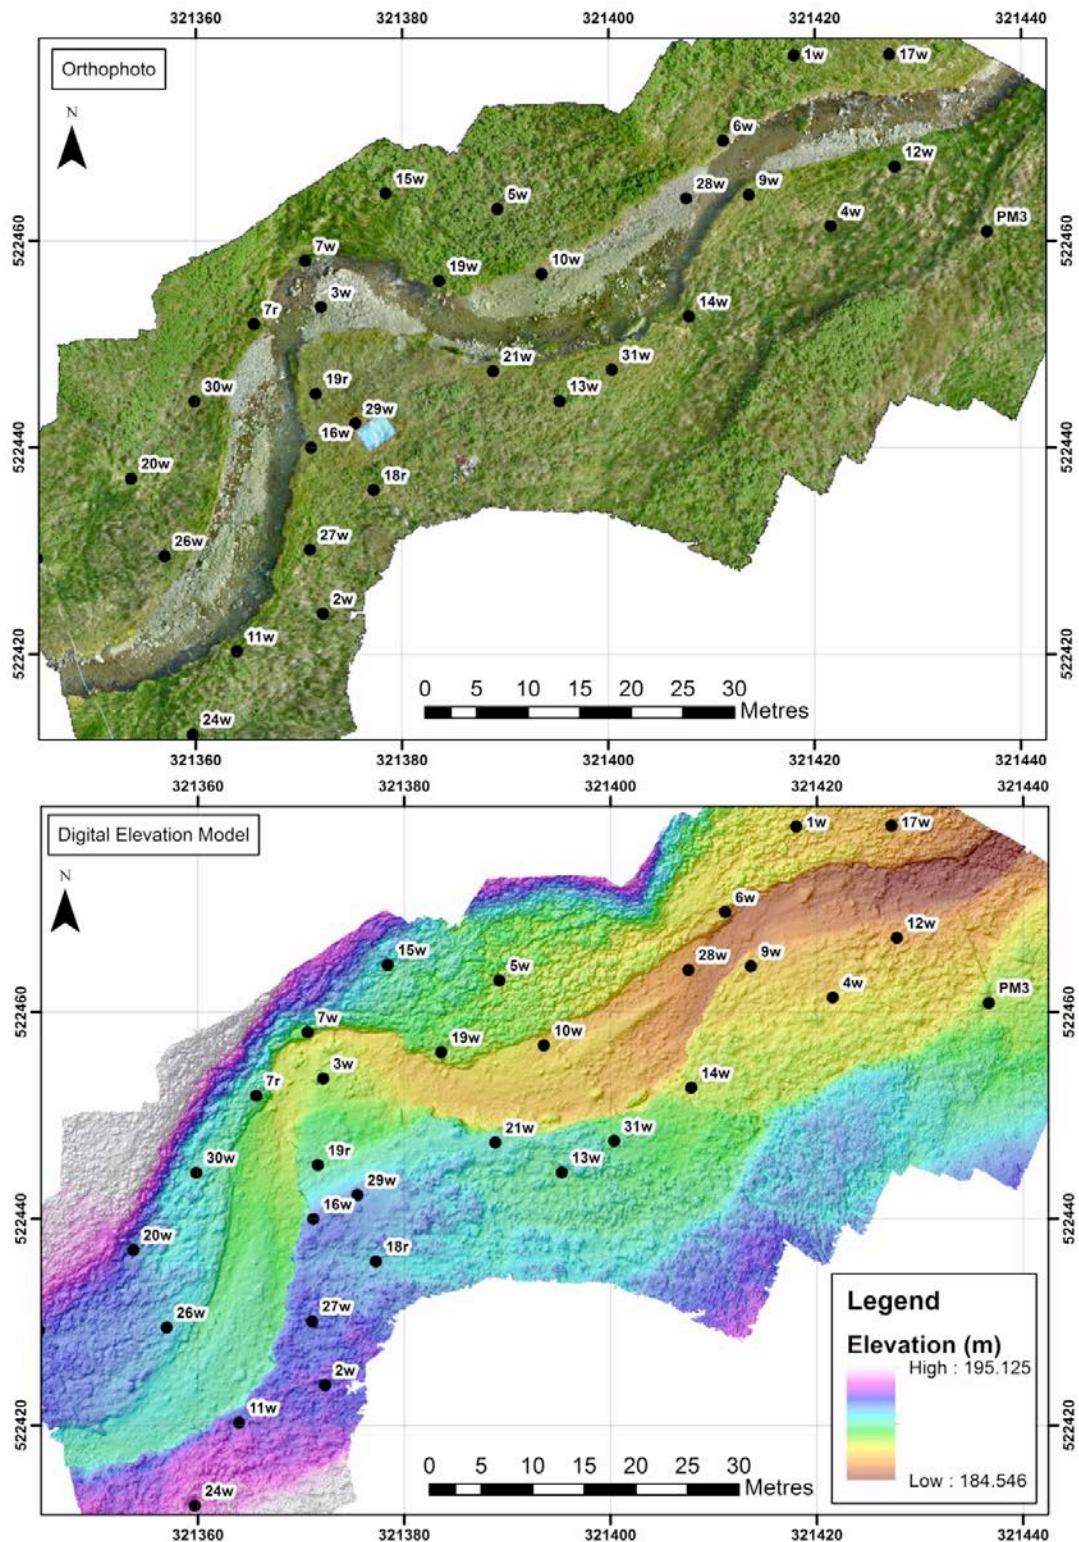 321360 321380 321400 321420 321440
Orthophoto
N
1w 17w
6w
12w
15w
5w
28w 9w
4w
PM3
522460 522460
7w
19w 10w
3w
7r
14w
21w 31w
30w 19r
13w
29w
16w
522440 522440
20w
18r
26w 27w
2w
11w
522420 522420
0 5 10 15 20 25 30
Metres
24w
321360 321380 321400 321420 321440
321360 321380 321400 321420 321440
Digital Elevation Model
N
1w 17w
6w
12w
15w
5w
28w 9w
4w
PM3
522460 522460
7w
19w 10w
3w
7r
14w
21w 31w
30w 19r
13w
29w
16w
522440 522440
20w
18r
26w 27w
2w
11w
522420 522420
Legend
Elevation (m)
High : 195.125
Low : 184.546
0 5 10 15 20 25 30
Metres
24w
321360 321380 321400 321420 321440